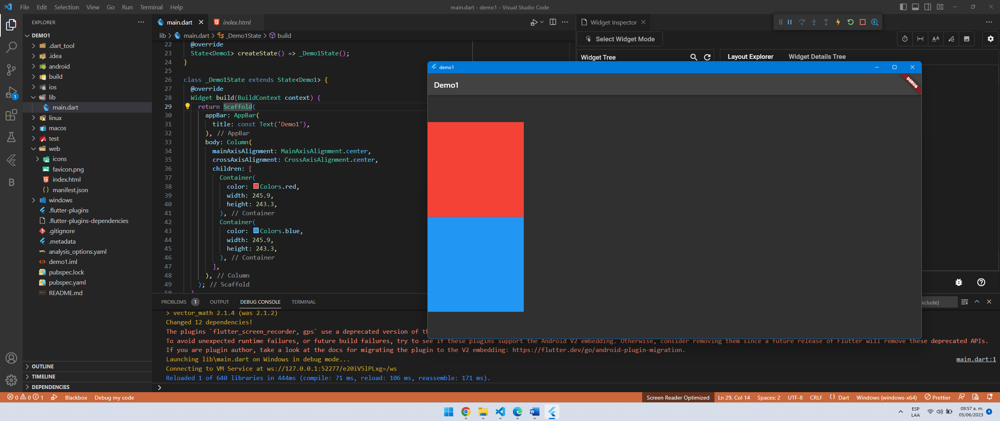 File Edit Selection View Go Run Terminal Help
main.dart - demo1 - Visual Studio Code
EXPLORER
DEMO1
.dart_tool
.idea
android
build
ios
lib
main.dart
linux
macos
test
web
icons
favicon.png
index.html
manifest.json
windows
.flutter-plugins
.flutter-plugins-dependencies
.gitignore
.metadata
analysis_options.yaml
demo1.iml
pubspec.lock
pubspec.yaml
README.md
OUTLINE
TIMELINE
DEPENDENCIES
1
B
main.dart
index.html
lib > main.dart > _Demo1State > build
22 @override
23 State<Demo1> createState() => _Demo1State();
24 }
25
26 class _Demo1State extends State<Demo1> {
27 @override
28 Widget build(BuildContext context) {
29 return Scaffold(
30 appBar: AppBar(
31 title: const Text('Demo1'),
32 ), // AppBar
33 body: Column(
34 mainAxisAlignment: MainAxisAlignment.center,
35 crossAxisAlignment: CrossAxisAlignment.center,
36 children: [
37 Container(
38 color: Colors.red,
39 width: 245.9,
40 height: 243.3,
41 ), // Container
42 Container(
43 color: Colors.blue,
44 width: 245.9,
45 height: 243.3,
46 ), // Container
47 ],
48 ), // Column
49 ); // Scaffold
50 }
Widget Inspector
Select Widget Mode
Widget Tree
Layout Explorer Widget Details Tree
demo1
Demo1
DEBUG
PROBLEMS 1 OUTPUT DEBUG CONSOLE TERMINAL
xclude)
> vector_math 2.1.4 (was 2.1.2)
Changed 12 dependencies!
The plugins `flutter_screen_recorder, gps` use a deprecated version of th
To avoid unexpected runtime failures, or future build failures, try to see if these plugins support the Android V2 embedding. Otherwise, consider removing them since a future release of Flutter will remove these deprecated APIs.
If you are plugin author, take a look at the docs for migrating the plugin to the V2 embedding: https://flutter.dev/go/android-plugin-migration.
Launching lib\main.dart on Windows in debug mode...
main.dart:1
Connecting to VM Service at ws://127.0.0.1:52277/e20iV5lPLxg=/ws
Reloaded 1 of 640 libraries in 444ms (compile: 71 ms, reload: 106 ms, reassemble: 171 ms).
0 0 1 Blackbox Debug my code
Screen Reader Optimized Ln 29, Col 14 Spaces: 2 UTF-8 CRLF {} Dart Windows (windows-x64) Prettier
ESP
LAA
09:57 a. m.
05/06/2023
4